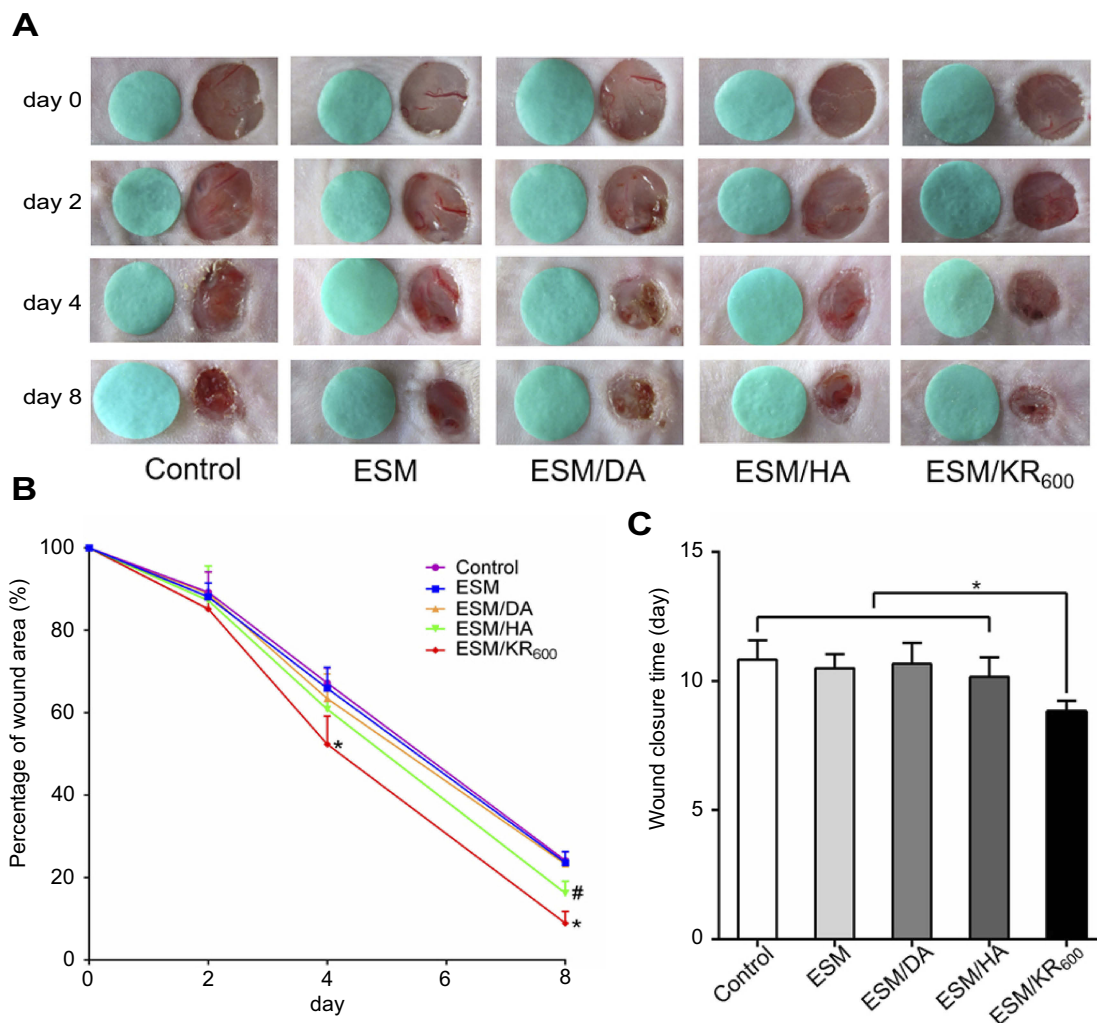 A
day 0
day 2
day 4
day 8
Control ESM ESM/DA ESM/HA ESM/KR600
B
Percentage of wound area (%)
100
80
60
40
20
0
0 2 4 6 8
day
Control
ESM
ESM/DA
ESM/HA
ESM/KR600
*
#
*
C
Wound closure time (day)
15
10
5
0
*
Control ESM ESM/DA ESM/HA ESM/KR600